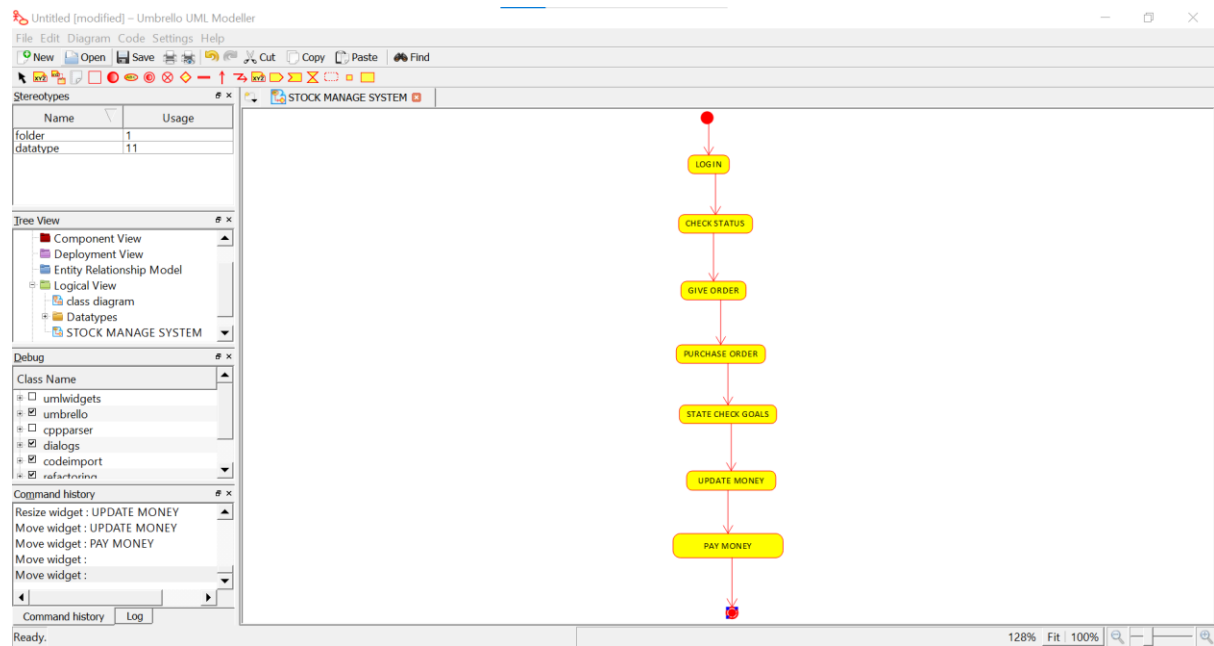 Untitled [modified] – Umbrello UML Modeller
File Edit Diagram Code Settings Help
New Open Save Cut Copy Paste Find
Stereotypes
STOCK MANAGE SYSTEM
Name Usage
folder 1
datatype 11
Tree View
Component View
Deployment View
Entity Relationship Model
Logical View
class diagram
Datatypes
STOCK MANAGE SYSTEM
Debug
Class Name
umlwidgets
umbrello
cppparser
dialogs
codeimport
refactoring
Command history
Resize widget : UPDATE MONEY
Move widget : UPDATE MONEY
Move widget : PAY MONEY
Move widget :
Move widget :
Command history Log
LOGIN
CHECK STATUS
GIVE ORDER
PURCHASE ORDER
STATE CHECK GOALS
UPDATE MONEY
PAY MONEY
Ready.
128% Fit 100%